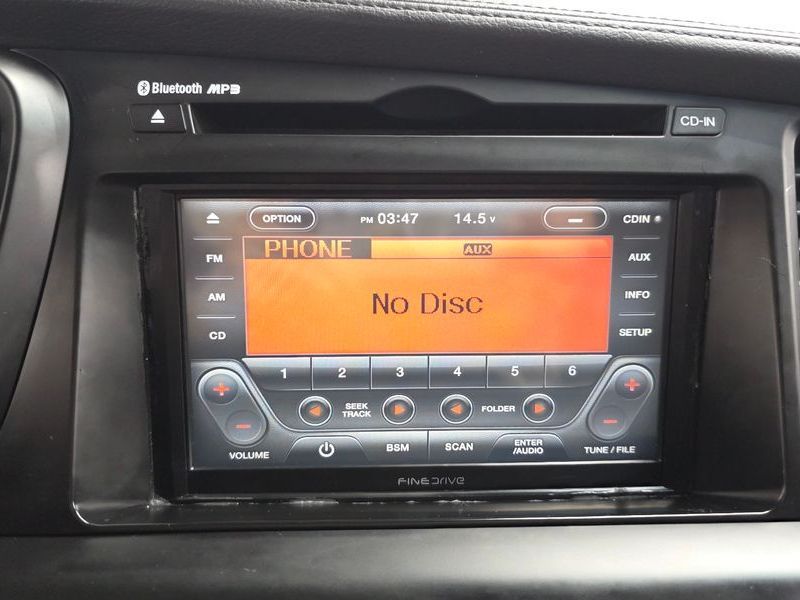 Bluetooth MP3
CD-IN
OPTION PM 03:47 14.5 V CDIN
FM
AM
CD
PHONE AUX
No Disc
AUX
INFO
SETUP
1 2 3 4 5 6
SEEK
TRACK
FOLDER
VOLUME
BSM
SCAN
ENTER
/AUDIO
TUNE / FILE
FINEDRIVE